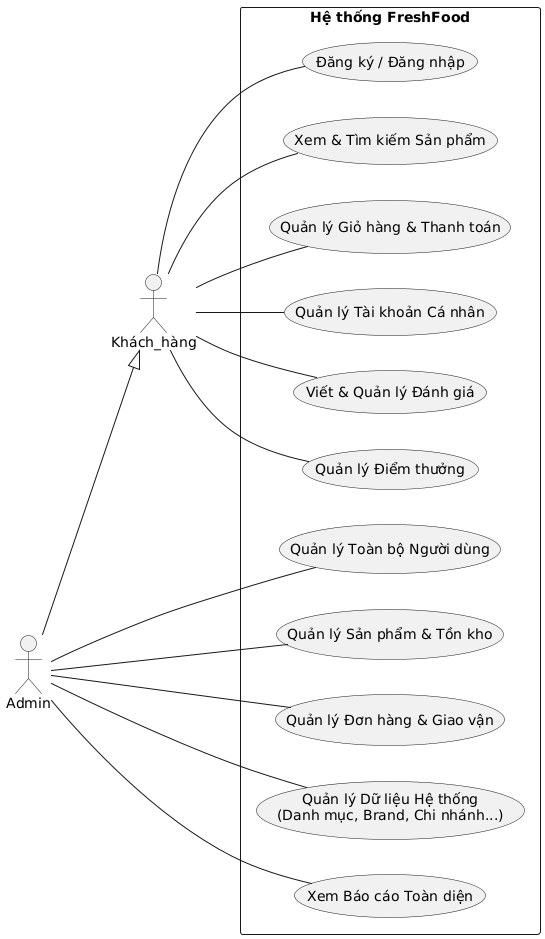 Hệ thống FreshFood
Đăng ký / Đăng nhập
Xem & Tìm kiếm Sản phẩm
Quản lý Giỏ hàng & Thanh toán
Quản lý Tài khoản Cá nhân
Khách_hàng
Viết & Quản lý Đánh giá
Quản lý Điểm thưởng
Quản lý Toàn bộ Người dùng
Quản lý Sản phẩm & Tồn kho
Admin
Quản lý Đơn hàng & Giao vận
Quản lý Dữ liệu Hệ thống
(Danh mục, Brand, Chi nhánh...)
Xem Báo cáo Toàn diện